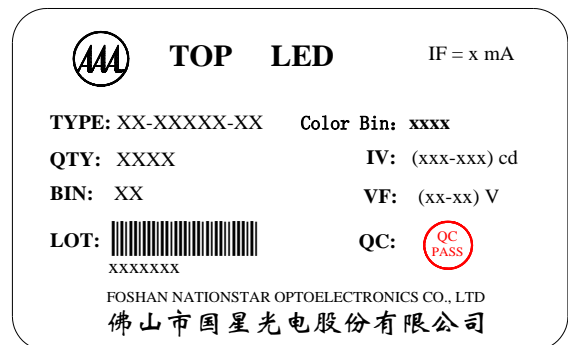 AAA TOP LED IF = x mA
TYPE: XX-XXXXX-XX Color Bin: xxxx
QTY: XXXX IV: (xxx-xxx) cd
BIN: XX VF: (xx-xx) V
LOT: QC: QC
PASS
xxxxxxx
FOSHAN NATIONSTAR OPTOELECTRONICS CO., LTD
佛山市国星光电股份有限公司